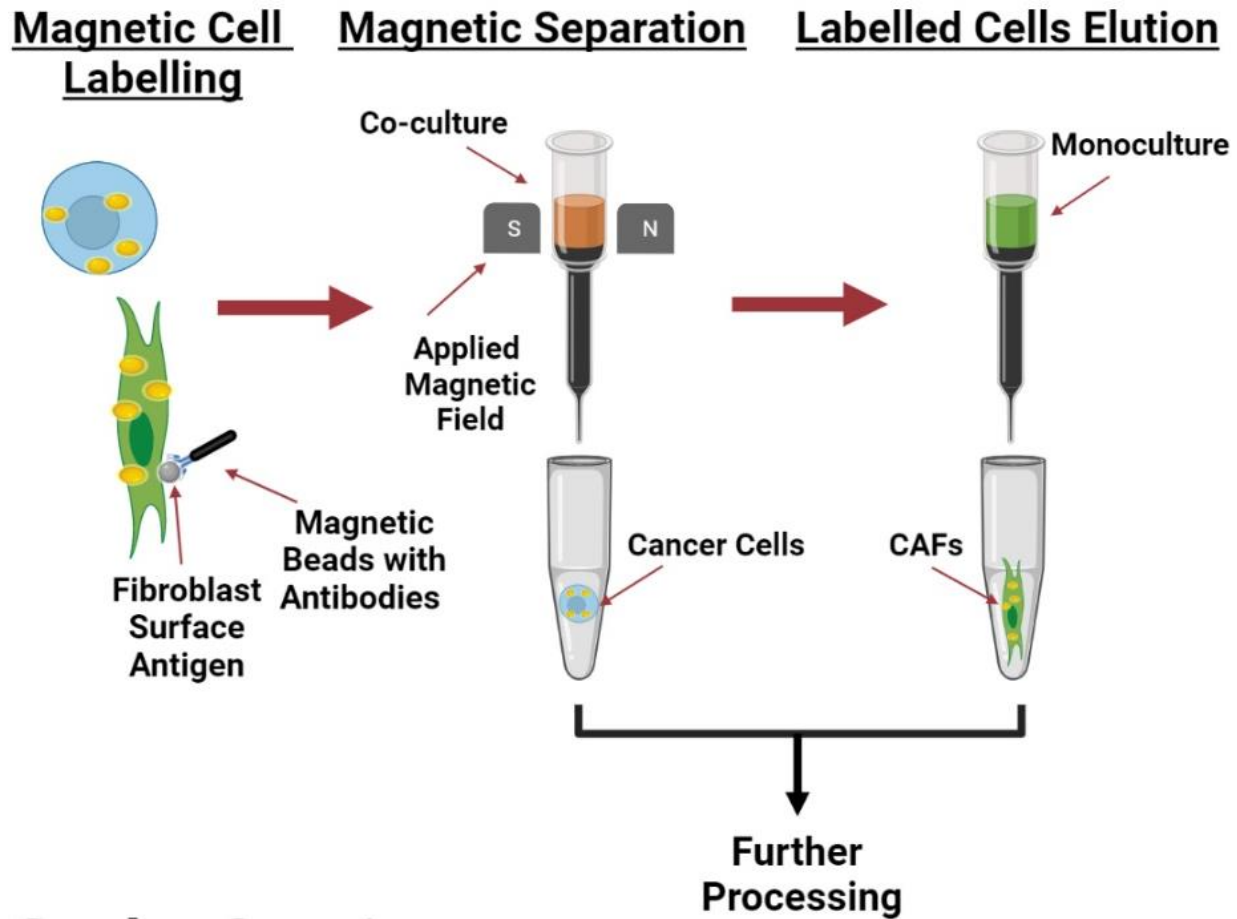 Magnetic Cell
Labelling
Magnetic Separation
Labelled Cells Elution
Co-culture
S
N
Applied
Magnetic
Field
Monoculture
Magnetic
Beads with
Antibodies
Fibroblast
Surface
Antigen
Cancer Cells
CAFs
Further
Processing